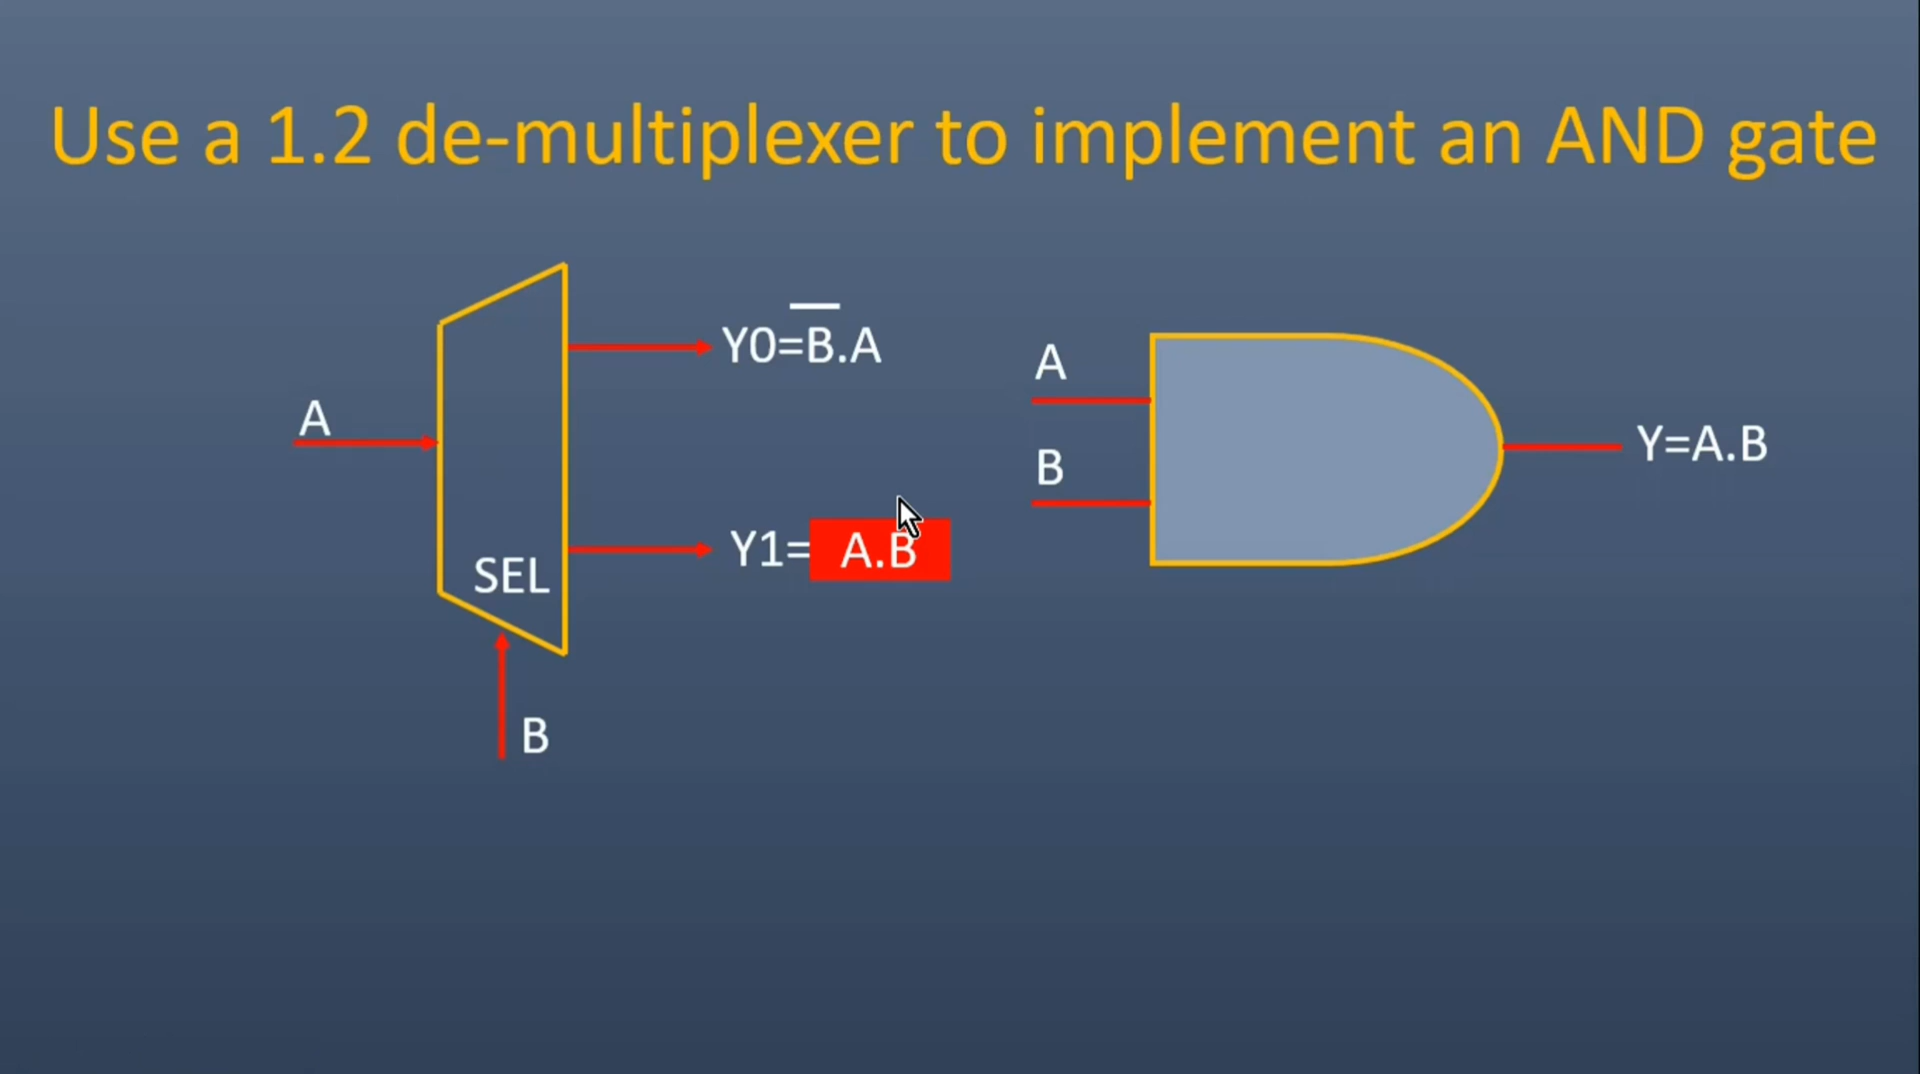 Use a 1.2 de-multiplexer to implement an AND gate
A
SEL
B
Y0=B̅.A
Y1= A.B
A
B
Y=A.B